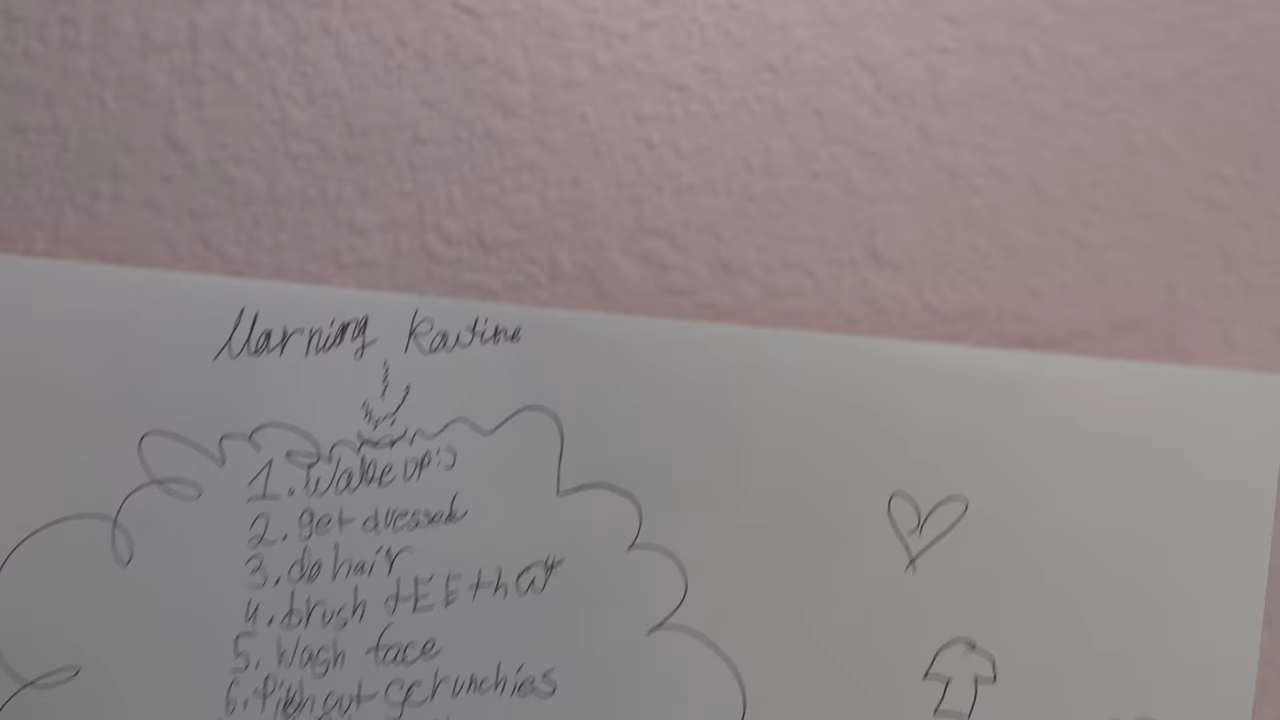 Morning Routine
1. Wake up :)
2. get dressed
3. do hair
4. brush tEEth
5. Wash face
6. Pick out scrunchies